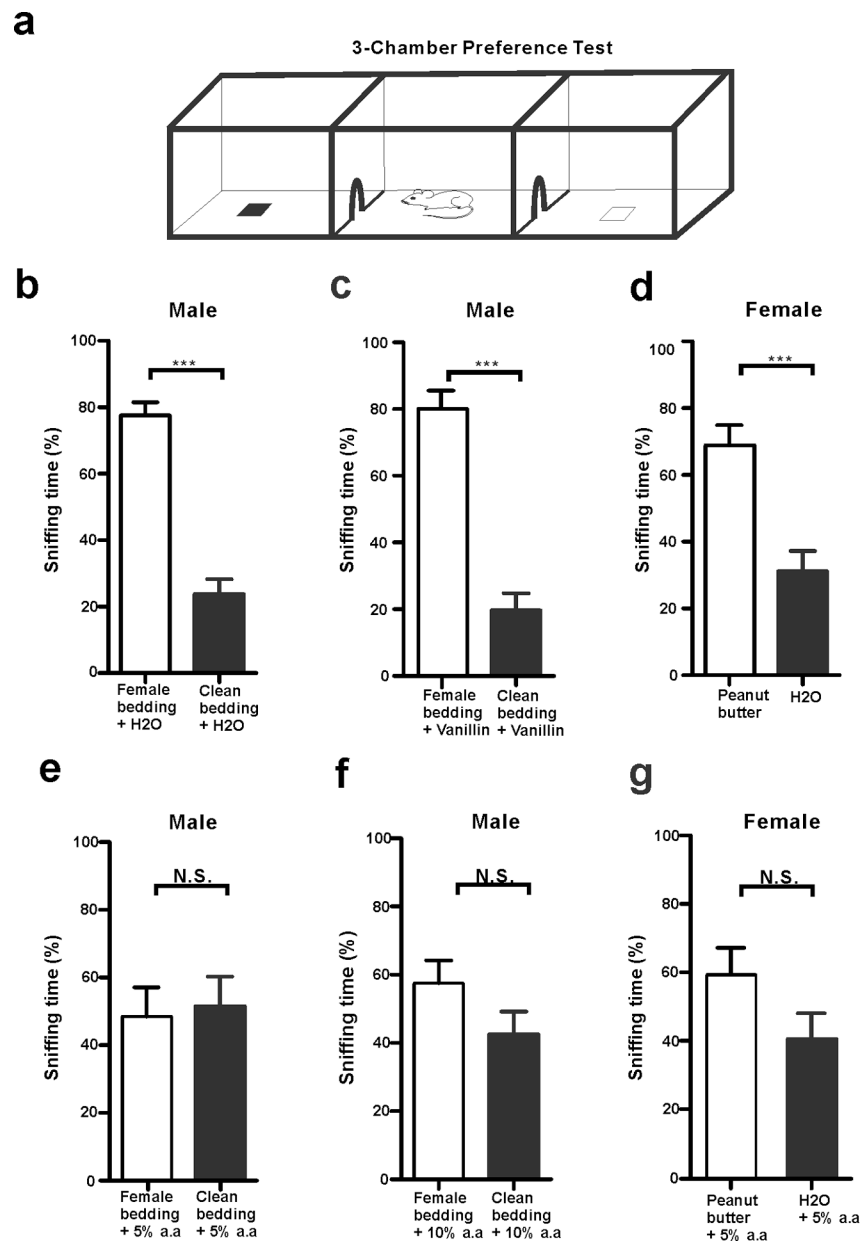 a
3-Chamber Preference Test
b
Male
Sniffing time (%)
100
80
60
40
20
0
***
Female
bedding
+ H2O
Clean
bedding
+ H2O
c
Male
Sniffing time (%)
100
80
60
40
20
0
***
Female
bedding
+ Vanillin
Clean
bedding
+ Vanillin
d
Female
Sniffing time (%)
100
80
60
40
20
0
***
Peanut
butter
H2O
e
Male
Sniffing time (%)
100
80
60
40
20
0
N.S.
Female
bedding
+ 5% a.a
Clean
bedding
+ 5% a.a
f
Male
Sniffing time (%)
100
80
60
40
20
0
N.S.
Female
bedding
+ 10% a.a
Clean
bedding
+ 10% a.a
g
Female
Sniffing time (%)
100
80
60
40
20
0
N.S.
Peanut
butter
+ 5% a.a
H2O
+ 5% a.a